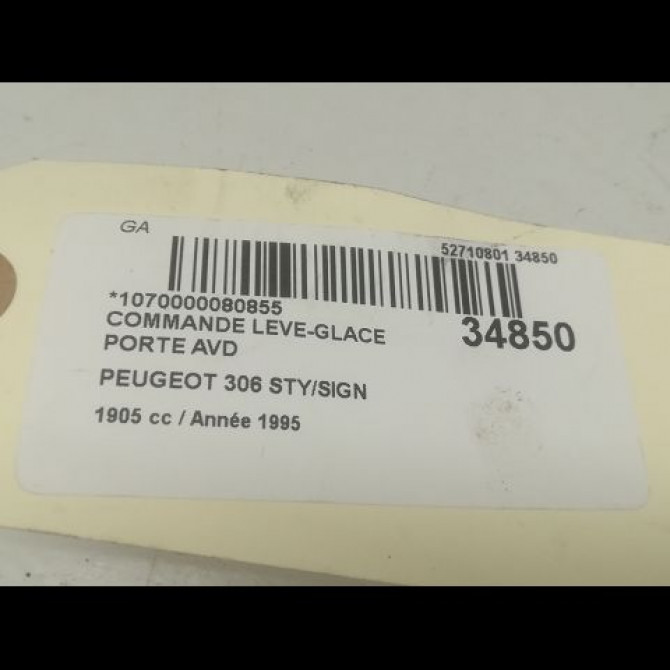 GA
52710801 34850
*1070000080855
COMMANDE LEVE-GLACE
PORTE AVD
34850
PEUGEOT 306 STY/SIGN
1905 cc / Année 1995